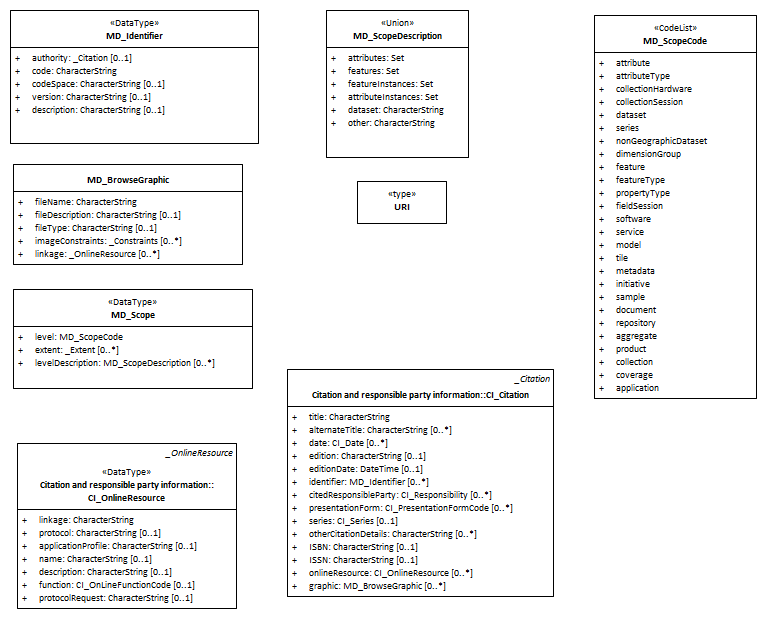 «DataType»
MD_Identifier
+ authority: _Citation [0..1]
+ code: CharacterString
+ codeSpace: CharacterString [0..1]
+ version: CharacterString [0..1]
+ description: CharacterString [0..1]
«Union»
MD_ScopeDescription
+ attributes: Set
+ features: Set
+ featureInstances: Set
+ attributeInstances: Set
+ dataset: CharacterString
+ other: CharacterString
«CodeList»
MD_ScopeCode
+ attribute
+ attributeType
+ collectionHardware
+ collectionSession
+ dataset
+ series
+ nonGeographicDataset
+ dimensionGroup
+ feature
+ featureType
+ propertyType
+ fieldSession
+ software
+ service
+ model
+ tile
+ metadata
+ initiative
+ sample
+ document
+ repository
+ aggregate
+ product
+ collection
+ coverage
+ application
MD_BrowseGraphic
+ fileName: CharacterString
+ fileDescription: CharacterString [0..1]
+ fileType: CharacterString [0..1]
+ imageConstraints: _Constraints [0..*]
+ linkage: _OnlineResource [0..*]
«type»
URI
«DataType»
MD_Scope
+ level: MD_ScopeCode
+ extent: _Extent [0..*]
+ levelDescription: MD_ScopeDescription [0..*]
_Citation
Citation and responsible party information::CI_Citation
+ title: CharacterString
+ alternateTitle: CharacterString [0..*]
+ date: CI_Date [0..*]
+ edition: CharacterString [0..1]
+ editionDate: DateTime [0..1]
+ identifier: MD_Identifier [0..*]
+ citedResponsibleParty: CI_Responsibility [0..*]
+ presentationForm: CI_PresentationFormCode [0..*]
+ series: CI_Series [0..1]
+ otherCitationDetails: CharacterString [0..*]
+ ISBN: CharacterString [0..1]
+ ISSN: CharacterString [0..1]
+ onlineResource: CI_OnlineResource [0..*]
+ graphic: MD_BrowseGraphic [0..*]
_OnlineResource
«DataType»
Citation and responsible party information::
CI_OnlineResource
+ linkage: CharacterString
+ protocol: CharacterString [0..1]
+ applicationProfile: CharacterString [0..1]
+ name: CharacterString [0..1]
+ description: CharacterString [0..1]
+ function: CI_OnLineFunctionCode [0..1]
+ protocolRequest: CharacterString [0..1]